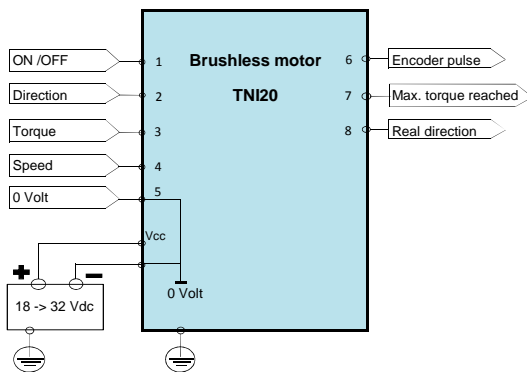 ON /OFF
1
Brushless motor
6
Encoder pulse
Direction
2
TNI20
7
Max. torque reached
Torque
3
8
Real direction
Speed
4
0 Volt
5
Vcc
+
−
18 -> 32 Vdc
0 Volt